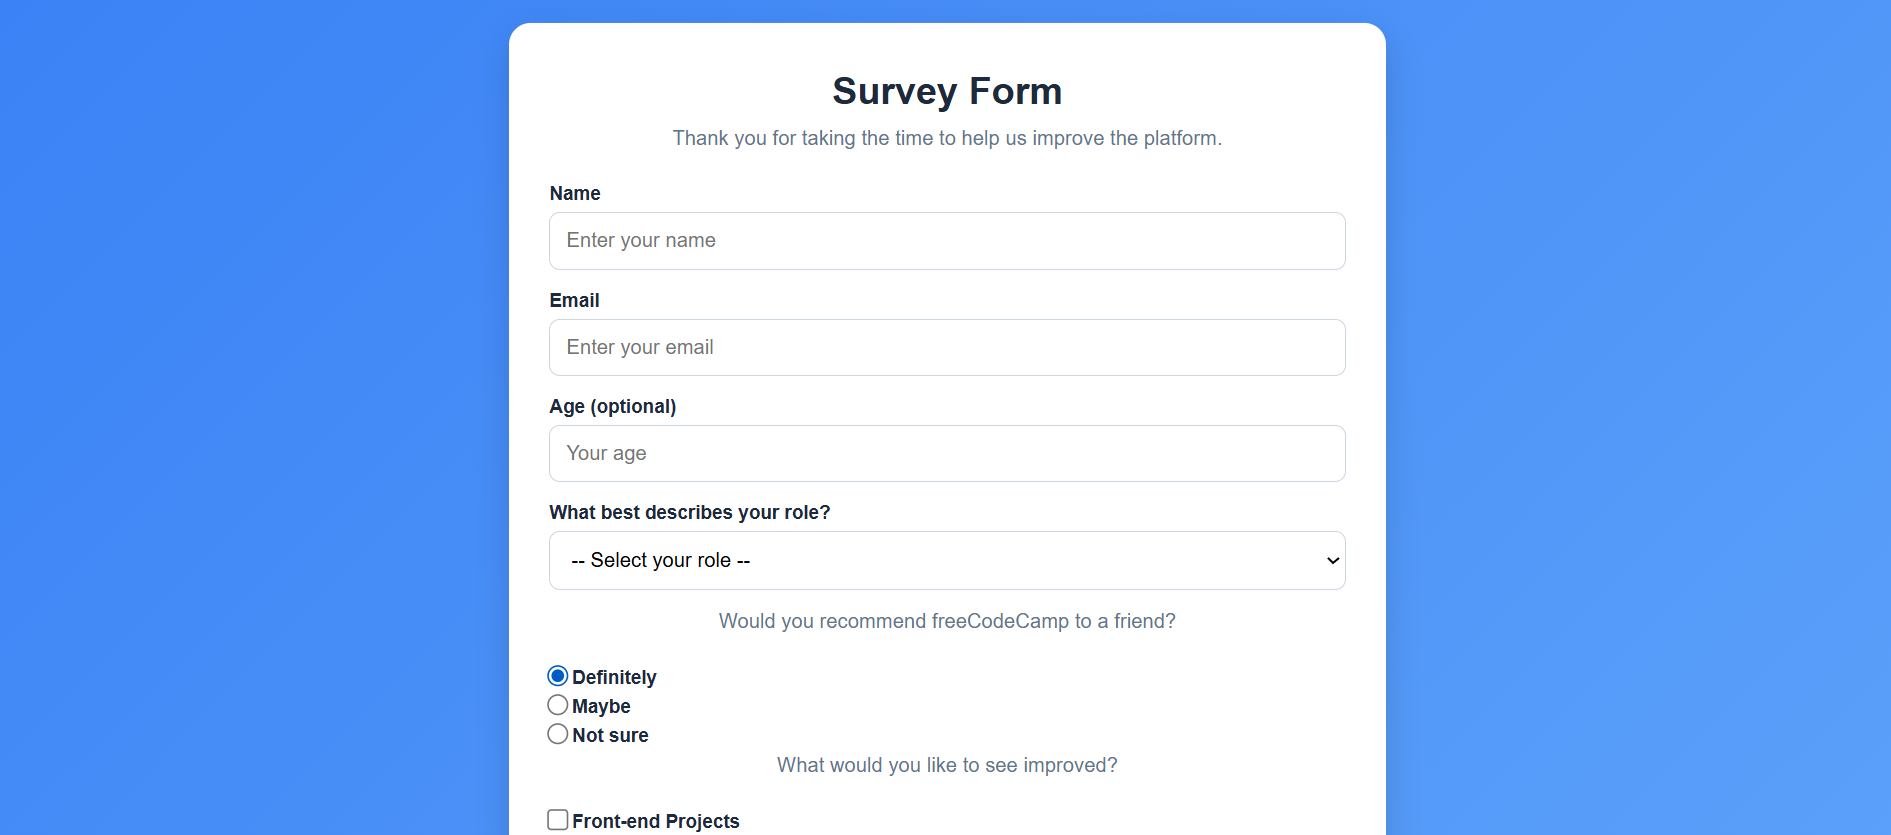 Survey Form
Thank you for taking the time to help us improve the platform.
Name
Enter your name
Email
Enter your email
Age (optional)
Your age
What best describes your role?
-- Select your role --
Would you recommend freeCodeCamp to a friend?
Definitely
Maybe
Not sure
What would you like to see improved?
Front-end Projects